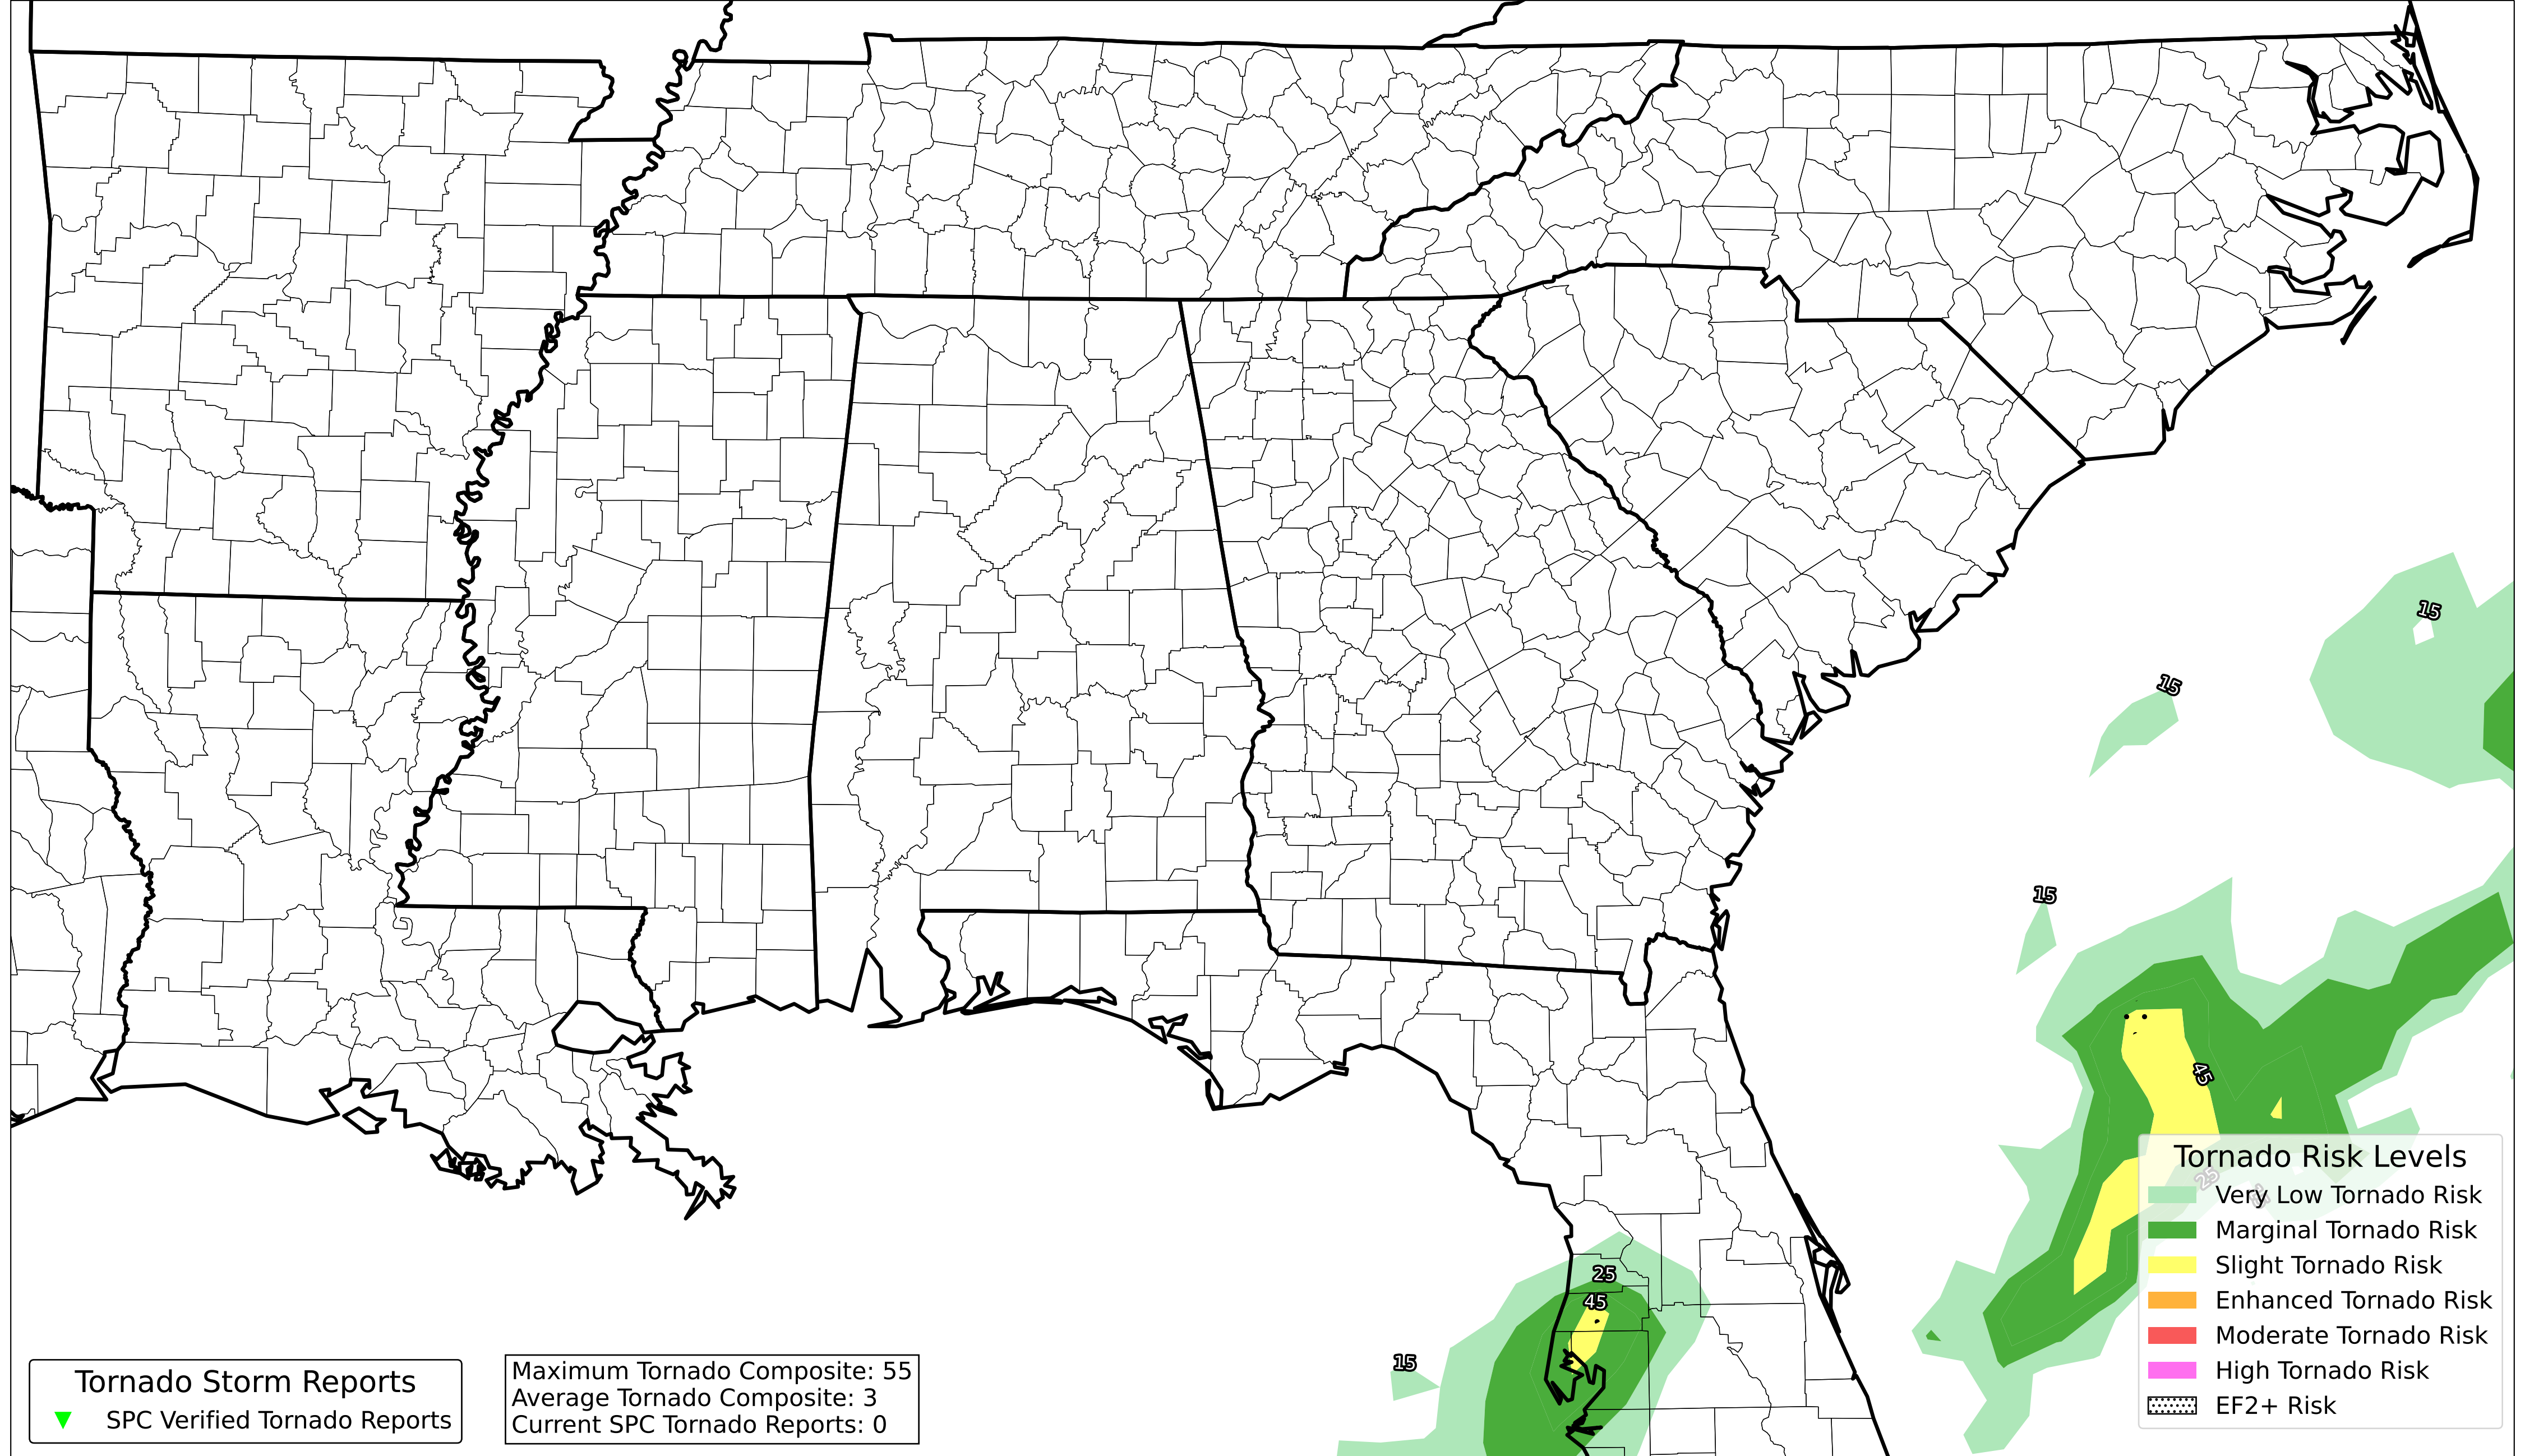 15
15
15
45
25
25
45
15
Tornado Risk Levels
Very Low Tornado Risk
Marginal Tornado Risk
Slight Tornado Risk
Enhanced Tornado Risk
Moderate Tornado Risk
High Tornado Risk
EF2+ Risk
Tornado Storm Reports
SPC Verified Tornado Reports
Maximum Tornado Composite: 55
Average Tornado Composite: 3
Current SPC Tornado Reports: 0